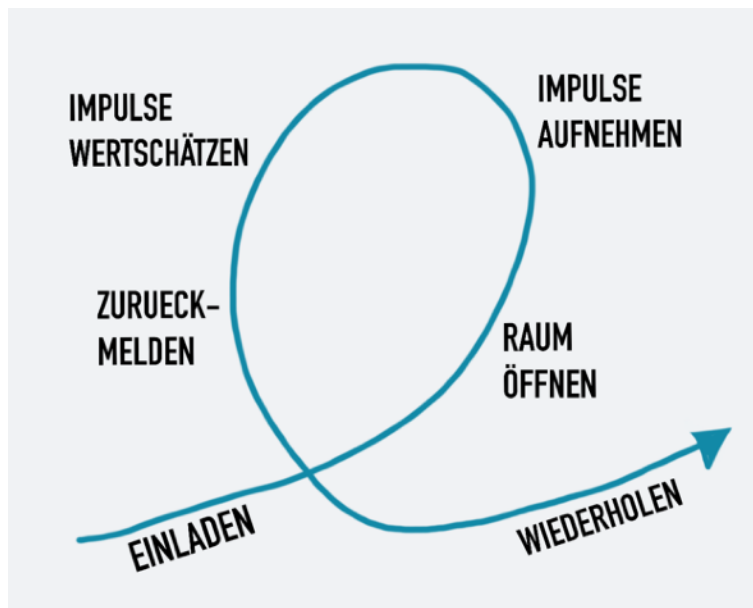 IMPULSE
WERTSCHÄTZEN
IMPULSE
AUFNEHMEN
ZURUECK-
MELDEN
RAUM
ÖFFNEN
EINLADEN
WIEDERHOLEN